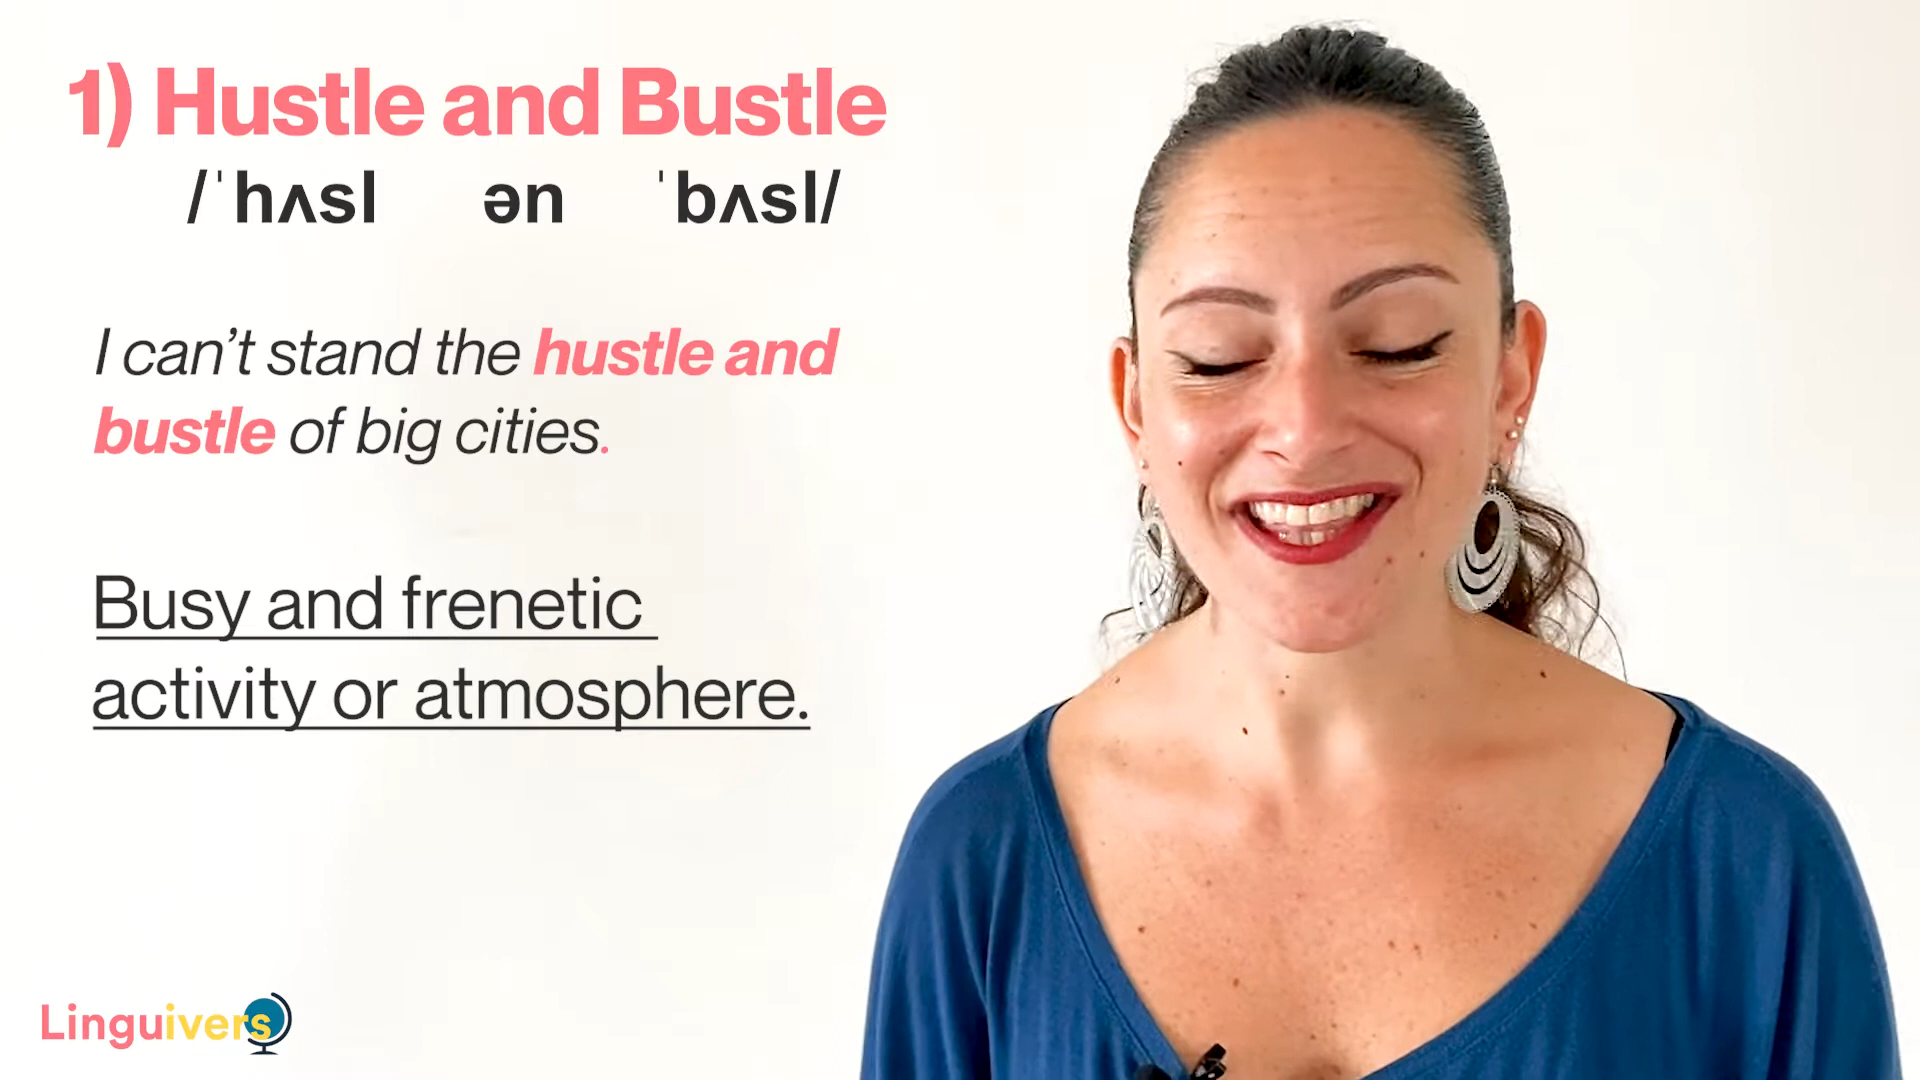 1) Hustle and Bustle
/ˈhʌsl ən ˈbʌsl/
I can’t stand the hustle and
bustle of big cities.
Busy and frenetic
activity or atmosphere.
Linguivers